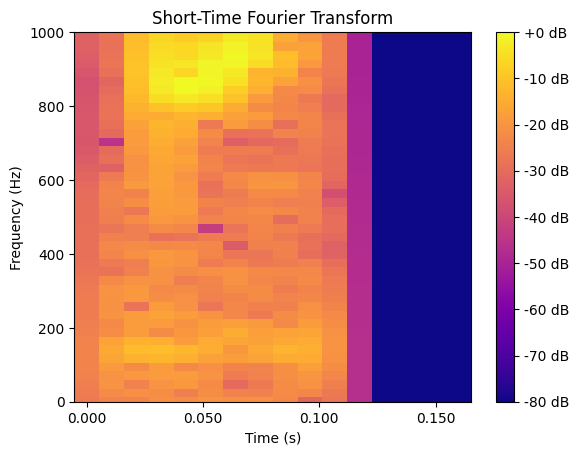 Short-Time Fourier Transform
1000
800
600
400
200
0
Frequency (Hz)
0.000
0.050
0.100
0.150
Time (s)
+0 dB
-10 dB
-20 dB
-30 dB
-40 dB
-50 dB
-60 dB
-70 dB
-80 dB